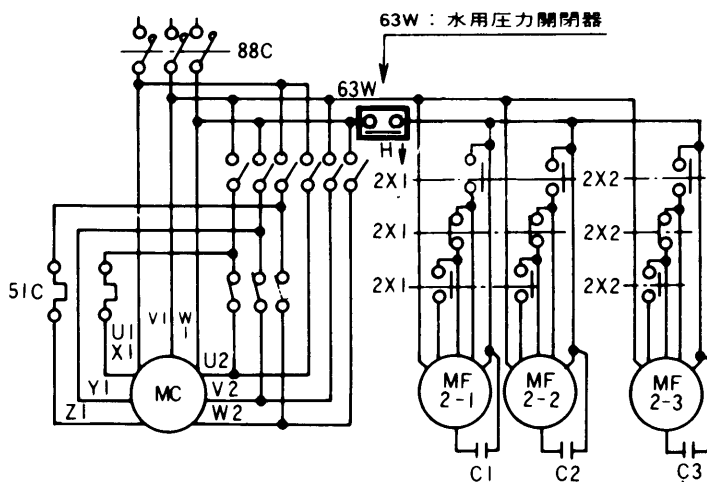 63W：水用圧力開閉器
88C
63W
H
2X1
2X2
2X1
2X2
2X1
2X2
51C
U1
X1
V1
W1
U2
Y1
V2
Z1
W2
MC
MF
2-1
MF
2-2
MF
2-3
C1
C2
C3